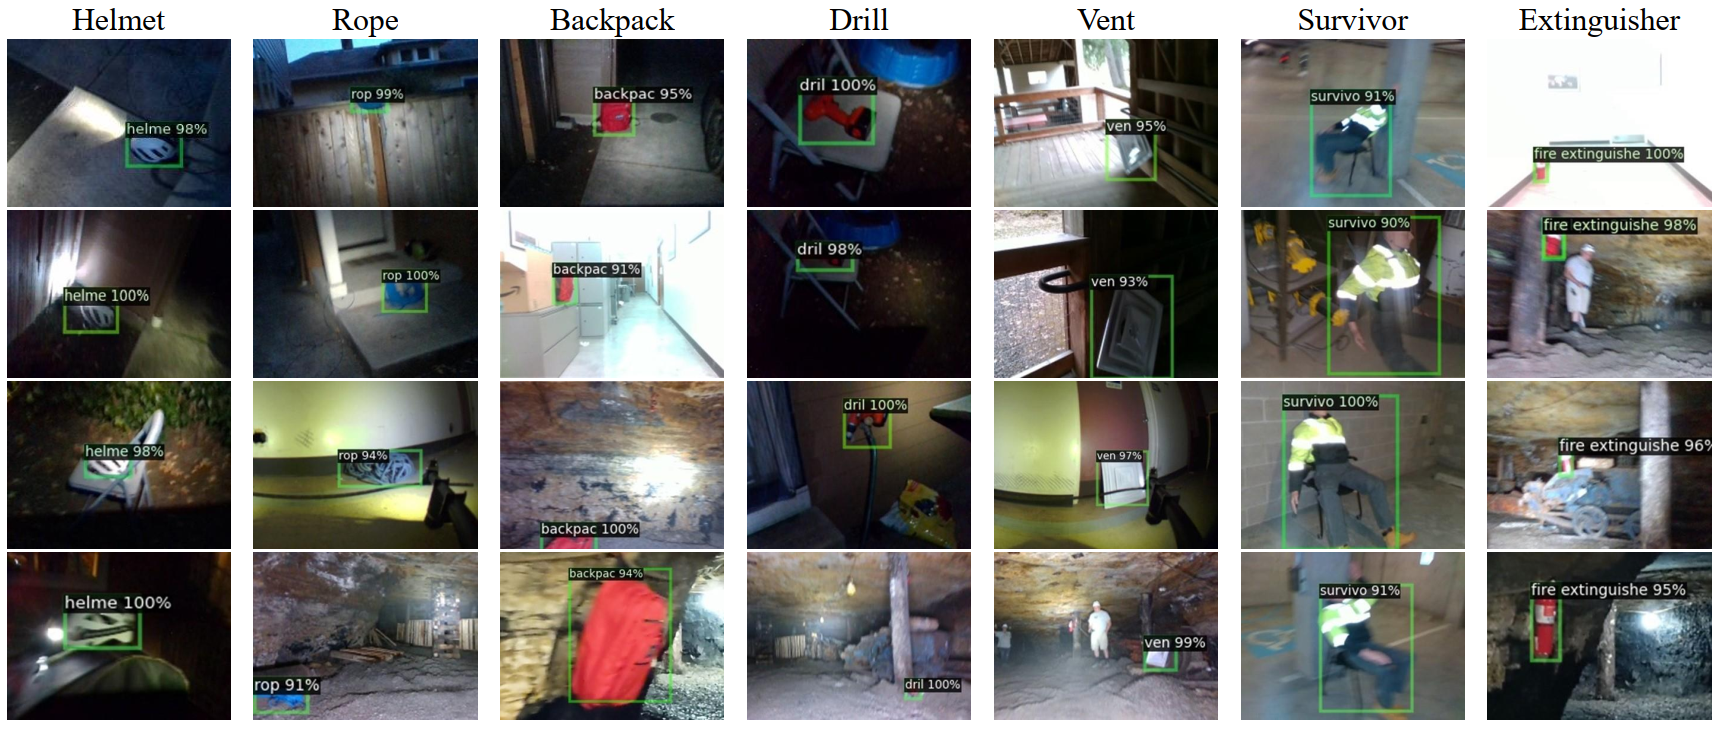 Helmet Rope Backpack Drill Vent Survivor Extinguisher
helme 98% rop 99% backpac 95% dril 100% ven 95% survivo 91% fire extinguishe 100%
helme 100% rop 100% backpac 91% dril 98% ven 93% survivo 90% fire extinguishe 98%
helme 98% rop 94% backpac 100% dril 100% ven 97% survivo 100% fire extinguishe 96%
helme 100% rop 91% backpac 94% dril 100% ven 99% survivo 91% fire extinguishe 95%